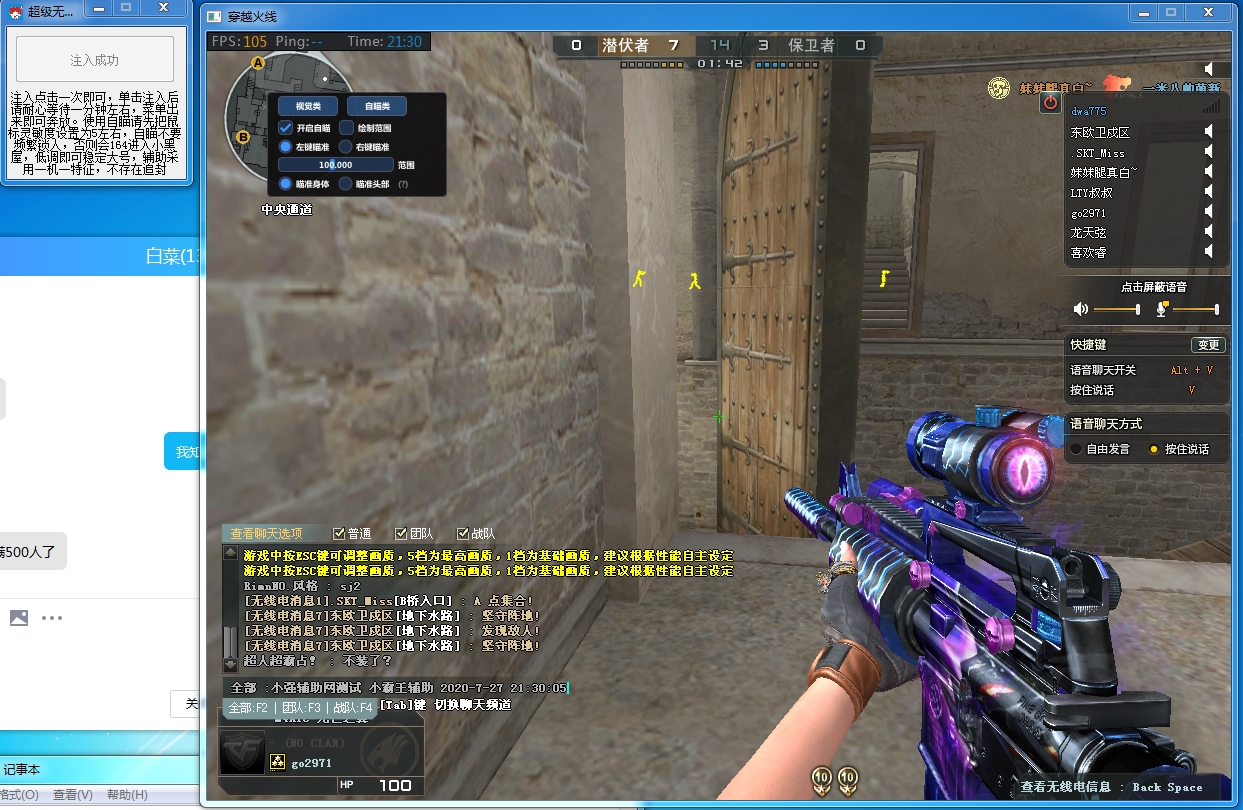 超级无...
注入成功
注入点击一次即可,单击注入后
请耐心等待一分钟左右,菜单出
来即可奔放。使用自瞄请先把鼠
标灵敏度设置为5左右,自瞄不要
频繁锁人,否则会164进入小黑
屋,低调即可稳定大号,辅助采
用一机一特征,不存在追封
白菜(1
我知
满500人了
关
记事本
格式(O) 查看(V) 帮助(H)
穿越火线
FPS:105 Ping:-- Time: 21:30
0 潜伏者 7 14 3 保卫者 0
01:42
A
B
视觉类 自瞄类
开启自瞄 绘制范围
左键瞄准 右键瞄准
100.000 范围
瞄准身体 瞄准头部 (?)
中央通道
妹妹腿真白~ 一米八的萌新
dwa775
东欧卫戍区
.SKT_Miss
妹妹腿真白~
LTY叔叔
go2971
龙天弦
喜欢睿
点击屏蔽语音
快捷键 变更
语音聊天开关 Alt + V
按住说话 V
语音聊天方式
自由发言 按住说话
查看聊天选项 普通 团队 战队
游戏中按ESC键可调整画质,5档为最高画质,1档为基础画质,建议根据性能自主设定
游戏中按ESC键可调整画质,5档为最高画质,1档为基础画质,建议根据性能自主设定
RimnNO.风格 : sj2
[无线电消息1].SKT_Miss[B桥入口] : A 点集合!
[无线电消息7]东欧卫戍区[地下水路] : 坚守阵地!
[无线电消息7]东欧卫戍区[地下水路] : 发现敌人!
[无线电消息7]东欧卫戍区[地下水路] : 坚守阵地!
超人超霸占! : 不装了?
全部 :小强辅助网测试 小霸王辅助 2020-7-27 21:30:05
全部:F2 | 团队:F3 | 战队:F4 [Tab]键 切换聊天频道
- (NO CLAN)
go2971
HP 100
10 10
查看无线电信息 : Back Space